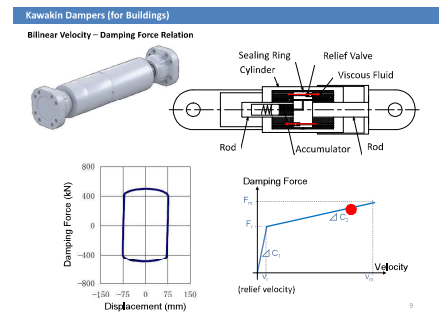 Kawakin Dampers (for Buildings)
Bilinear Velocity – Damping Force Relation
Sealing Ring
Relief Valve
Cylinder
Viscous Fluid
Rod
Accumulator
Rod
Damping Force (kN)
800
400
0
−400
−800
−150 −75 0 75 150
Displacement (mm)
Damping Force
Fm
Fr
C2
C1
Velocity
Vr
Vm
(relief velocity)
9